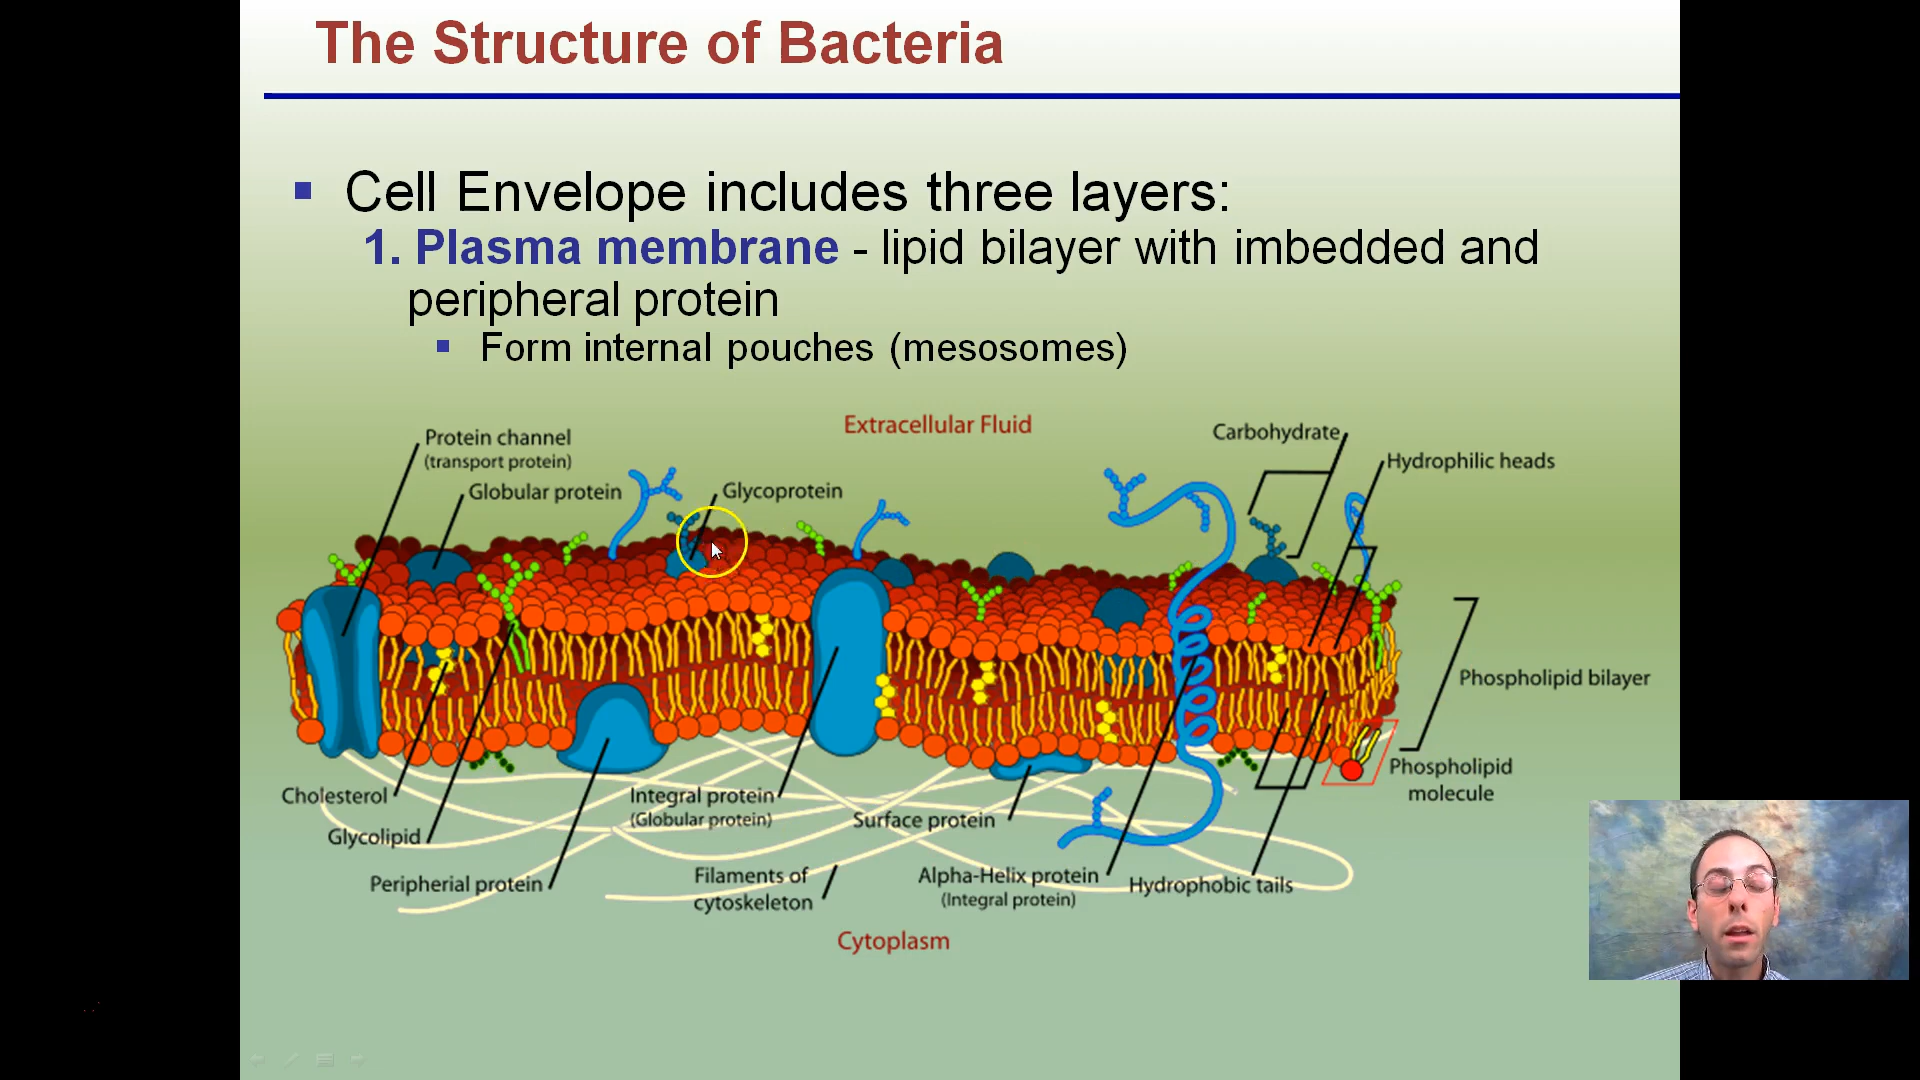 The Structure of Bacteria
Cell Envelope includes three layers:
1. Plasma membrane - lipid bilayer with imbedded and
peripheral protein
Form internal pouches (mesosomes)
Extracellular Fluid
Carbohydrate
Protein channel
(transport protein)
Hydrophilic heads
Globular protein
Glycoprotein
Phospholipid bilayer
Phospholipid
molecule
Cholesterol
Integral protein
(Globular protein)
Surface protein
Glycolipid
Peripherial protein
Filaments of
cytoskeleton
Alpha-Helix protein
(Integral protein)
Hydrophobic tails
Cytoplasm